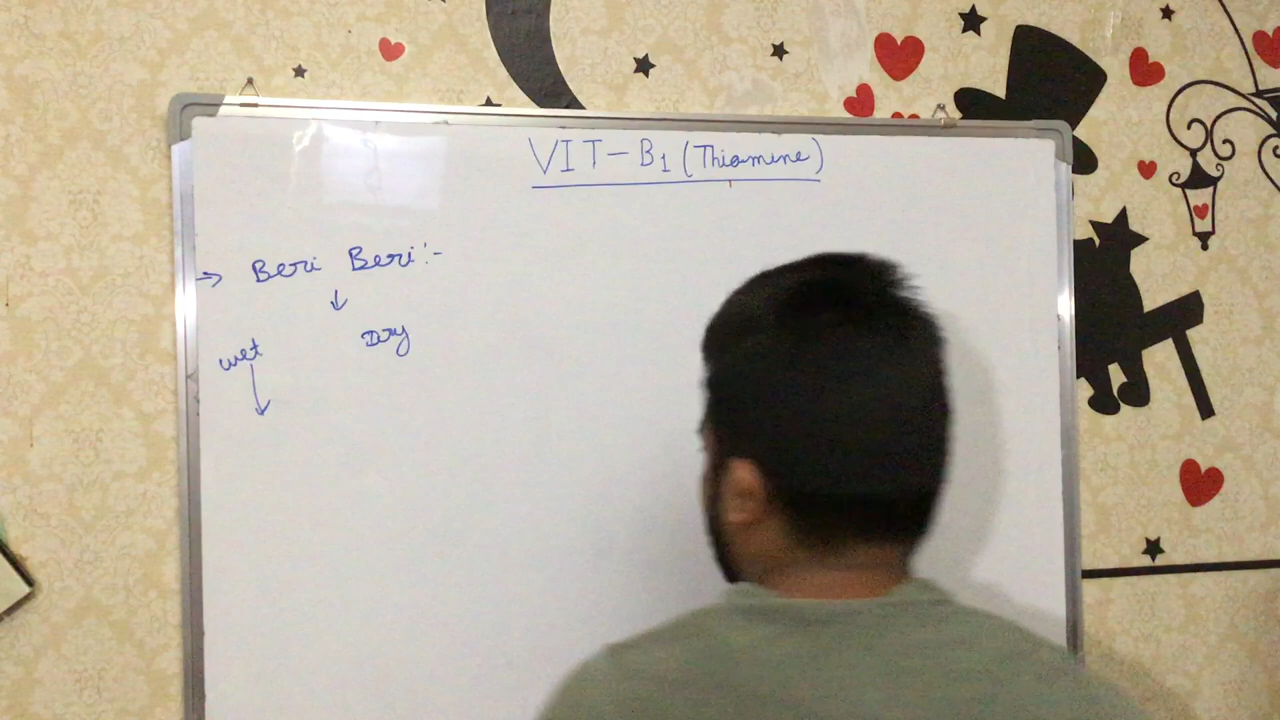 VIT-B1 (Thiamine)
→ Beri Beri:-
↓
wet Dry
↓